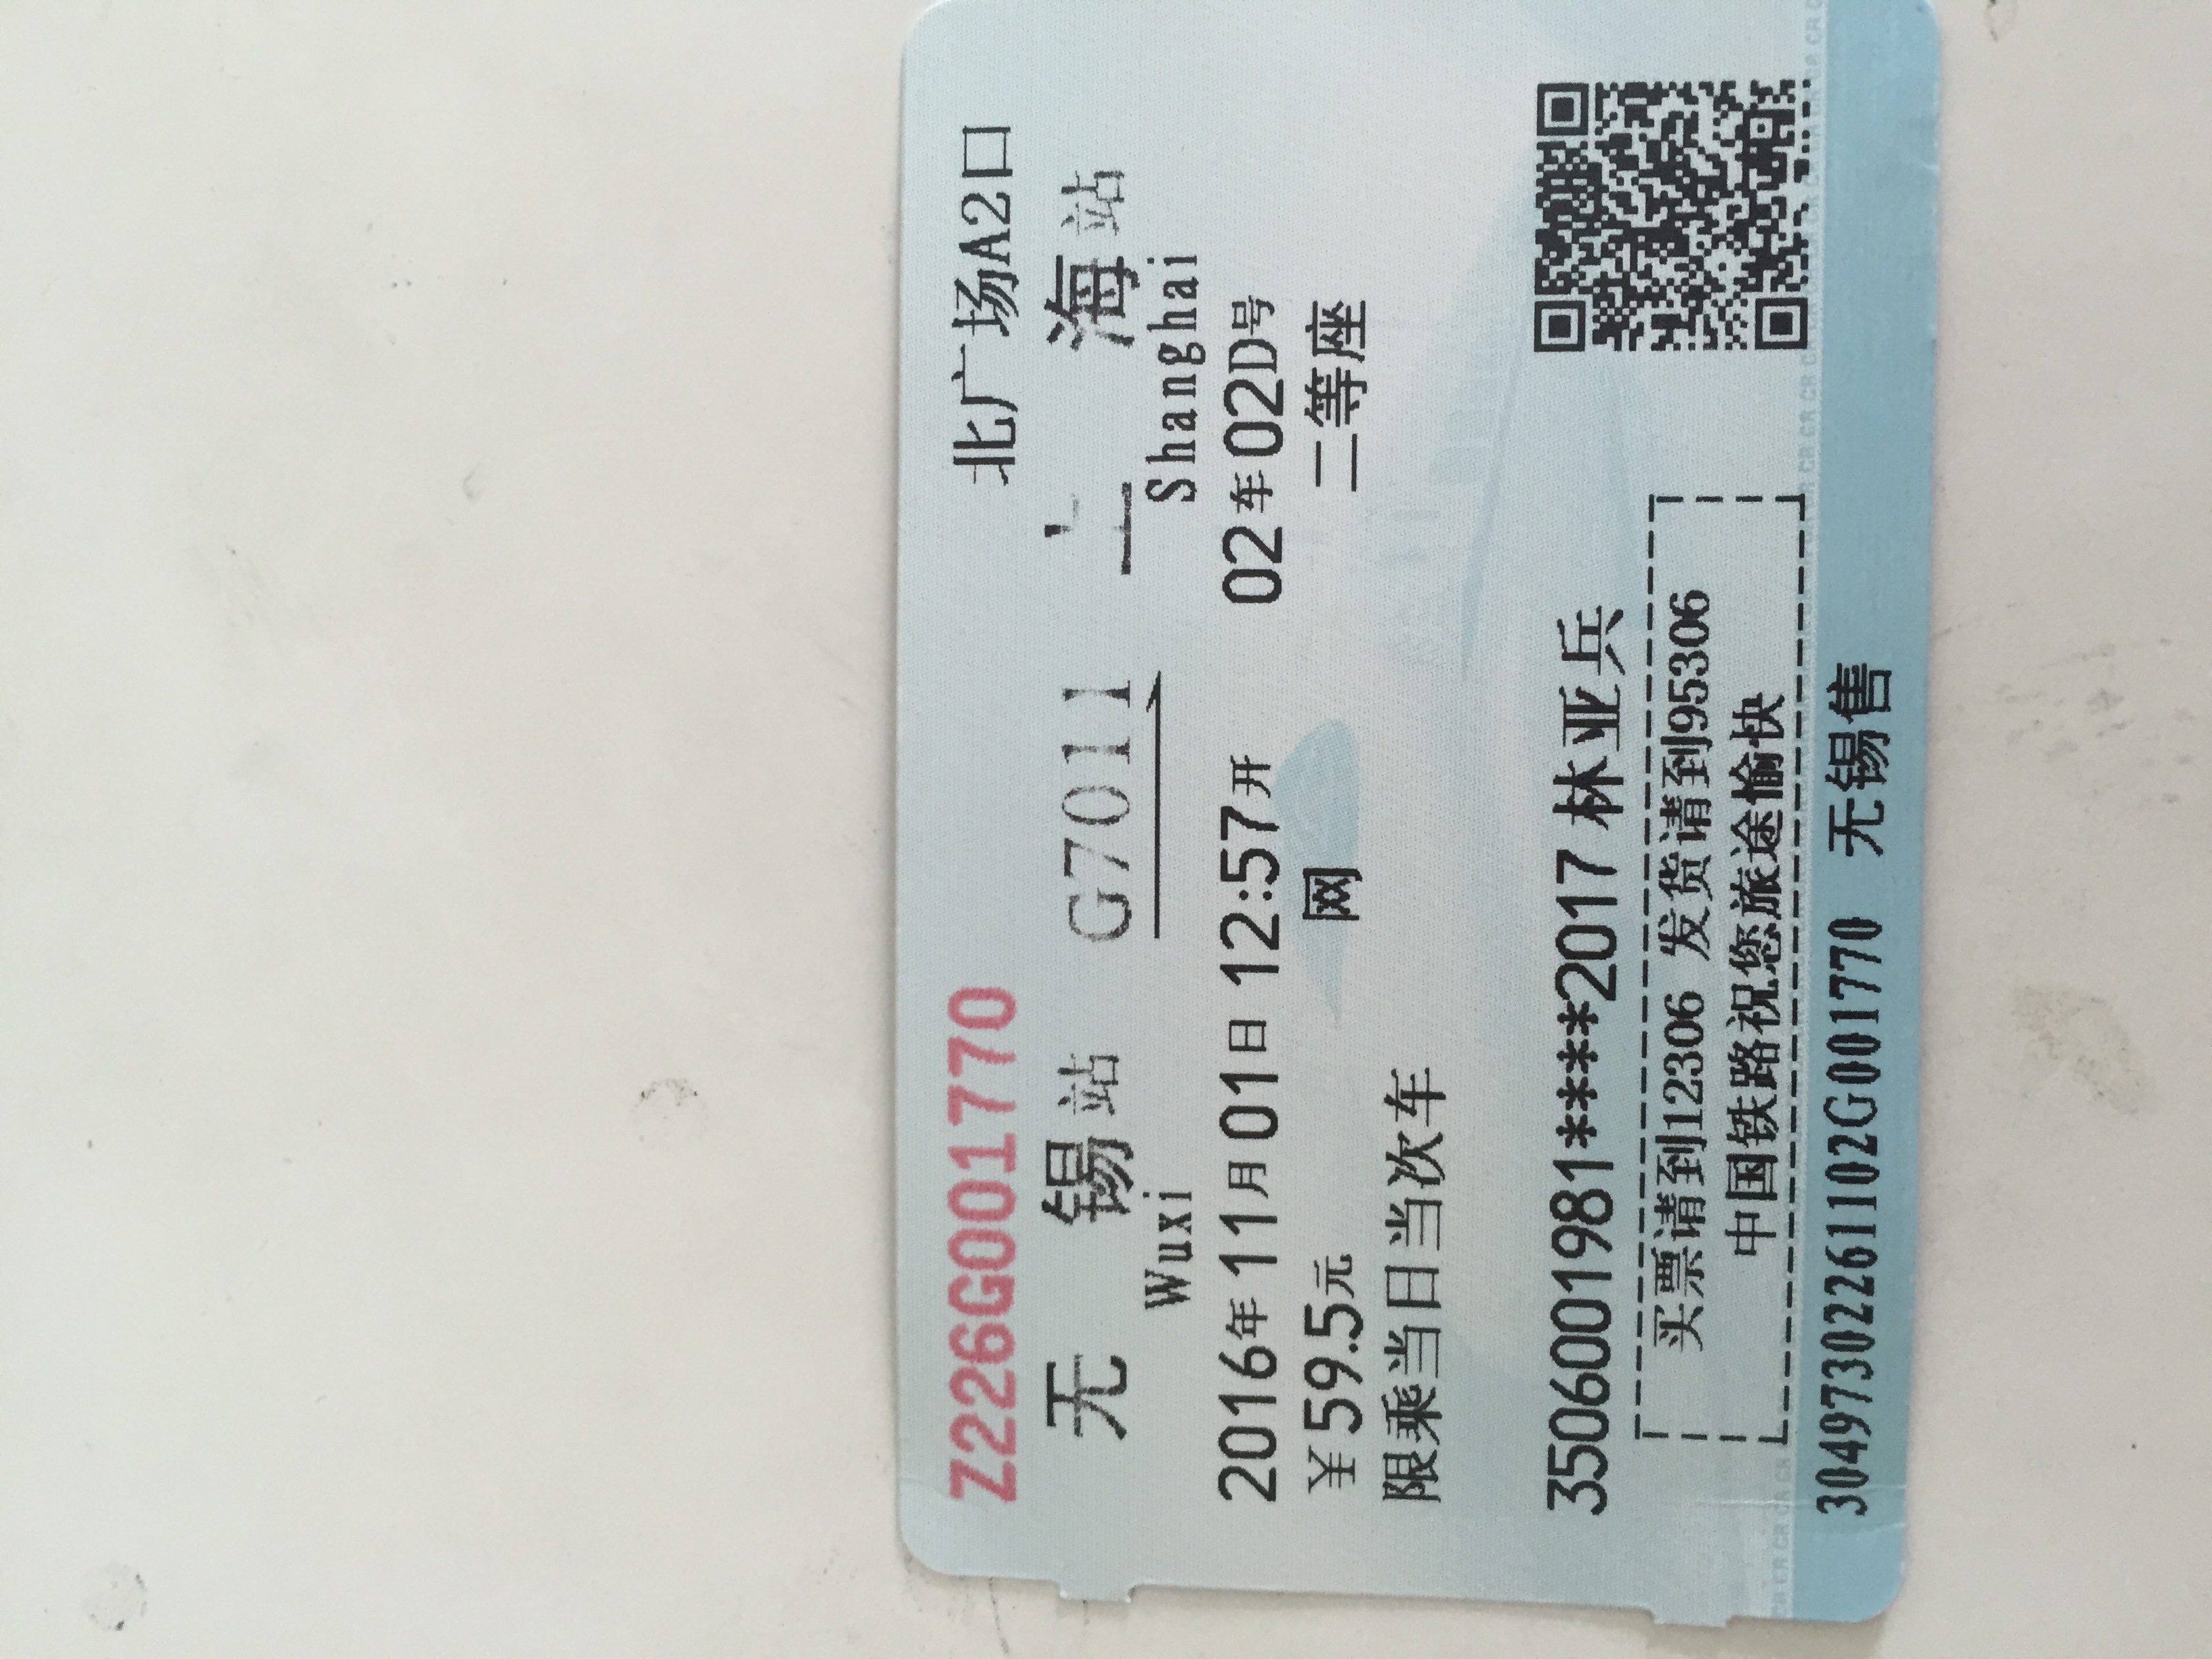 Z226G001770 北广场A2口
无锡站 G7011 上海站
Wuxi Shanghai
2016年11月01日 12:57开 02车02D号
￥59.5元 网 二等座
限乘当日当次车
3506001981****2017 林亚兵
买票请到12306 发货请到95306
中国铁路祝您旅途愉快
30497302261102G001770 无锡售